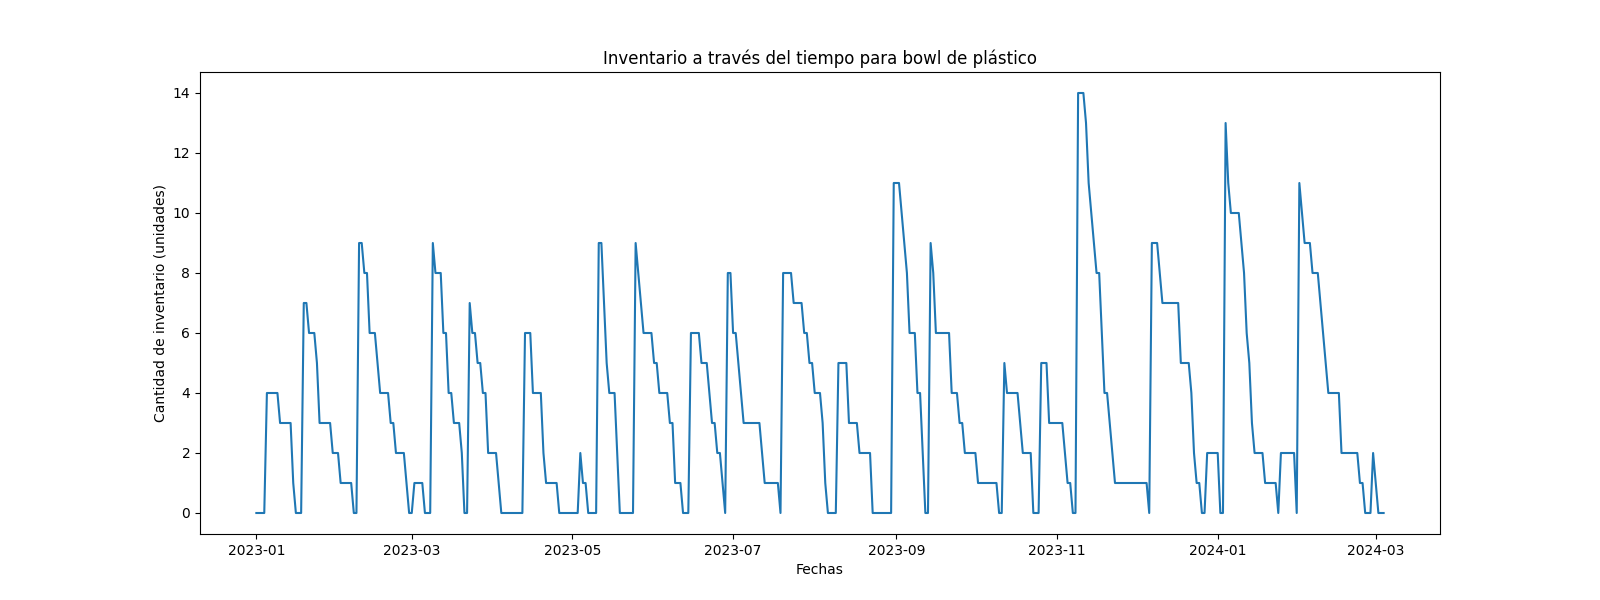 Inventario a través del tiempo para bowl de plástico
Cantidad de inventario (unidades)
14
12
10
8
6
4
2
0
2023-01 2023-03 2023-05 2023-07 2023-09 2023-11 2024-01 2024-03
Fechas